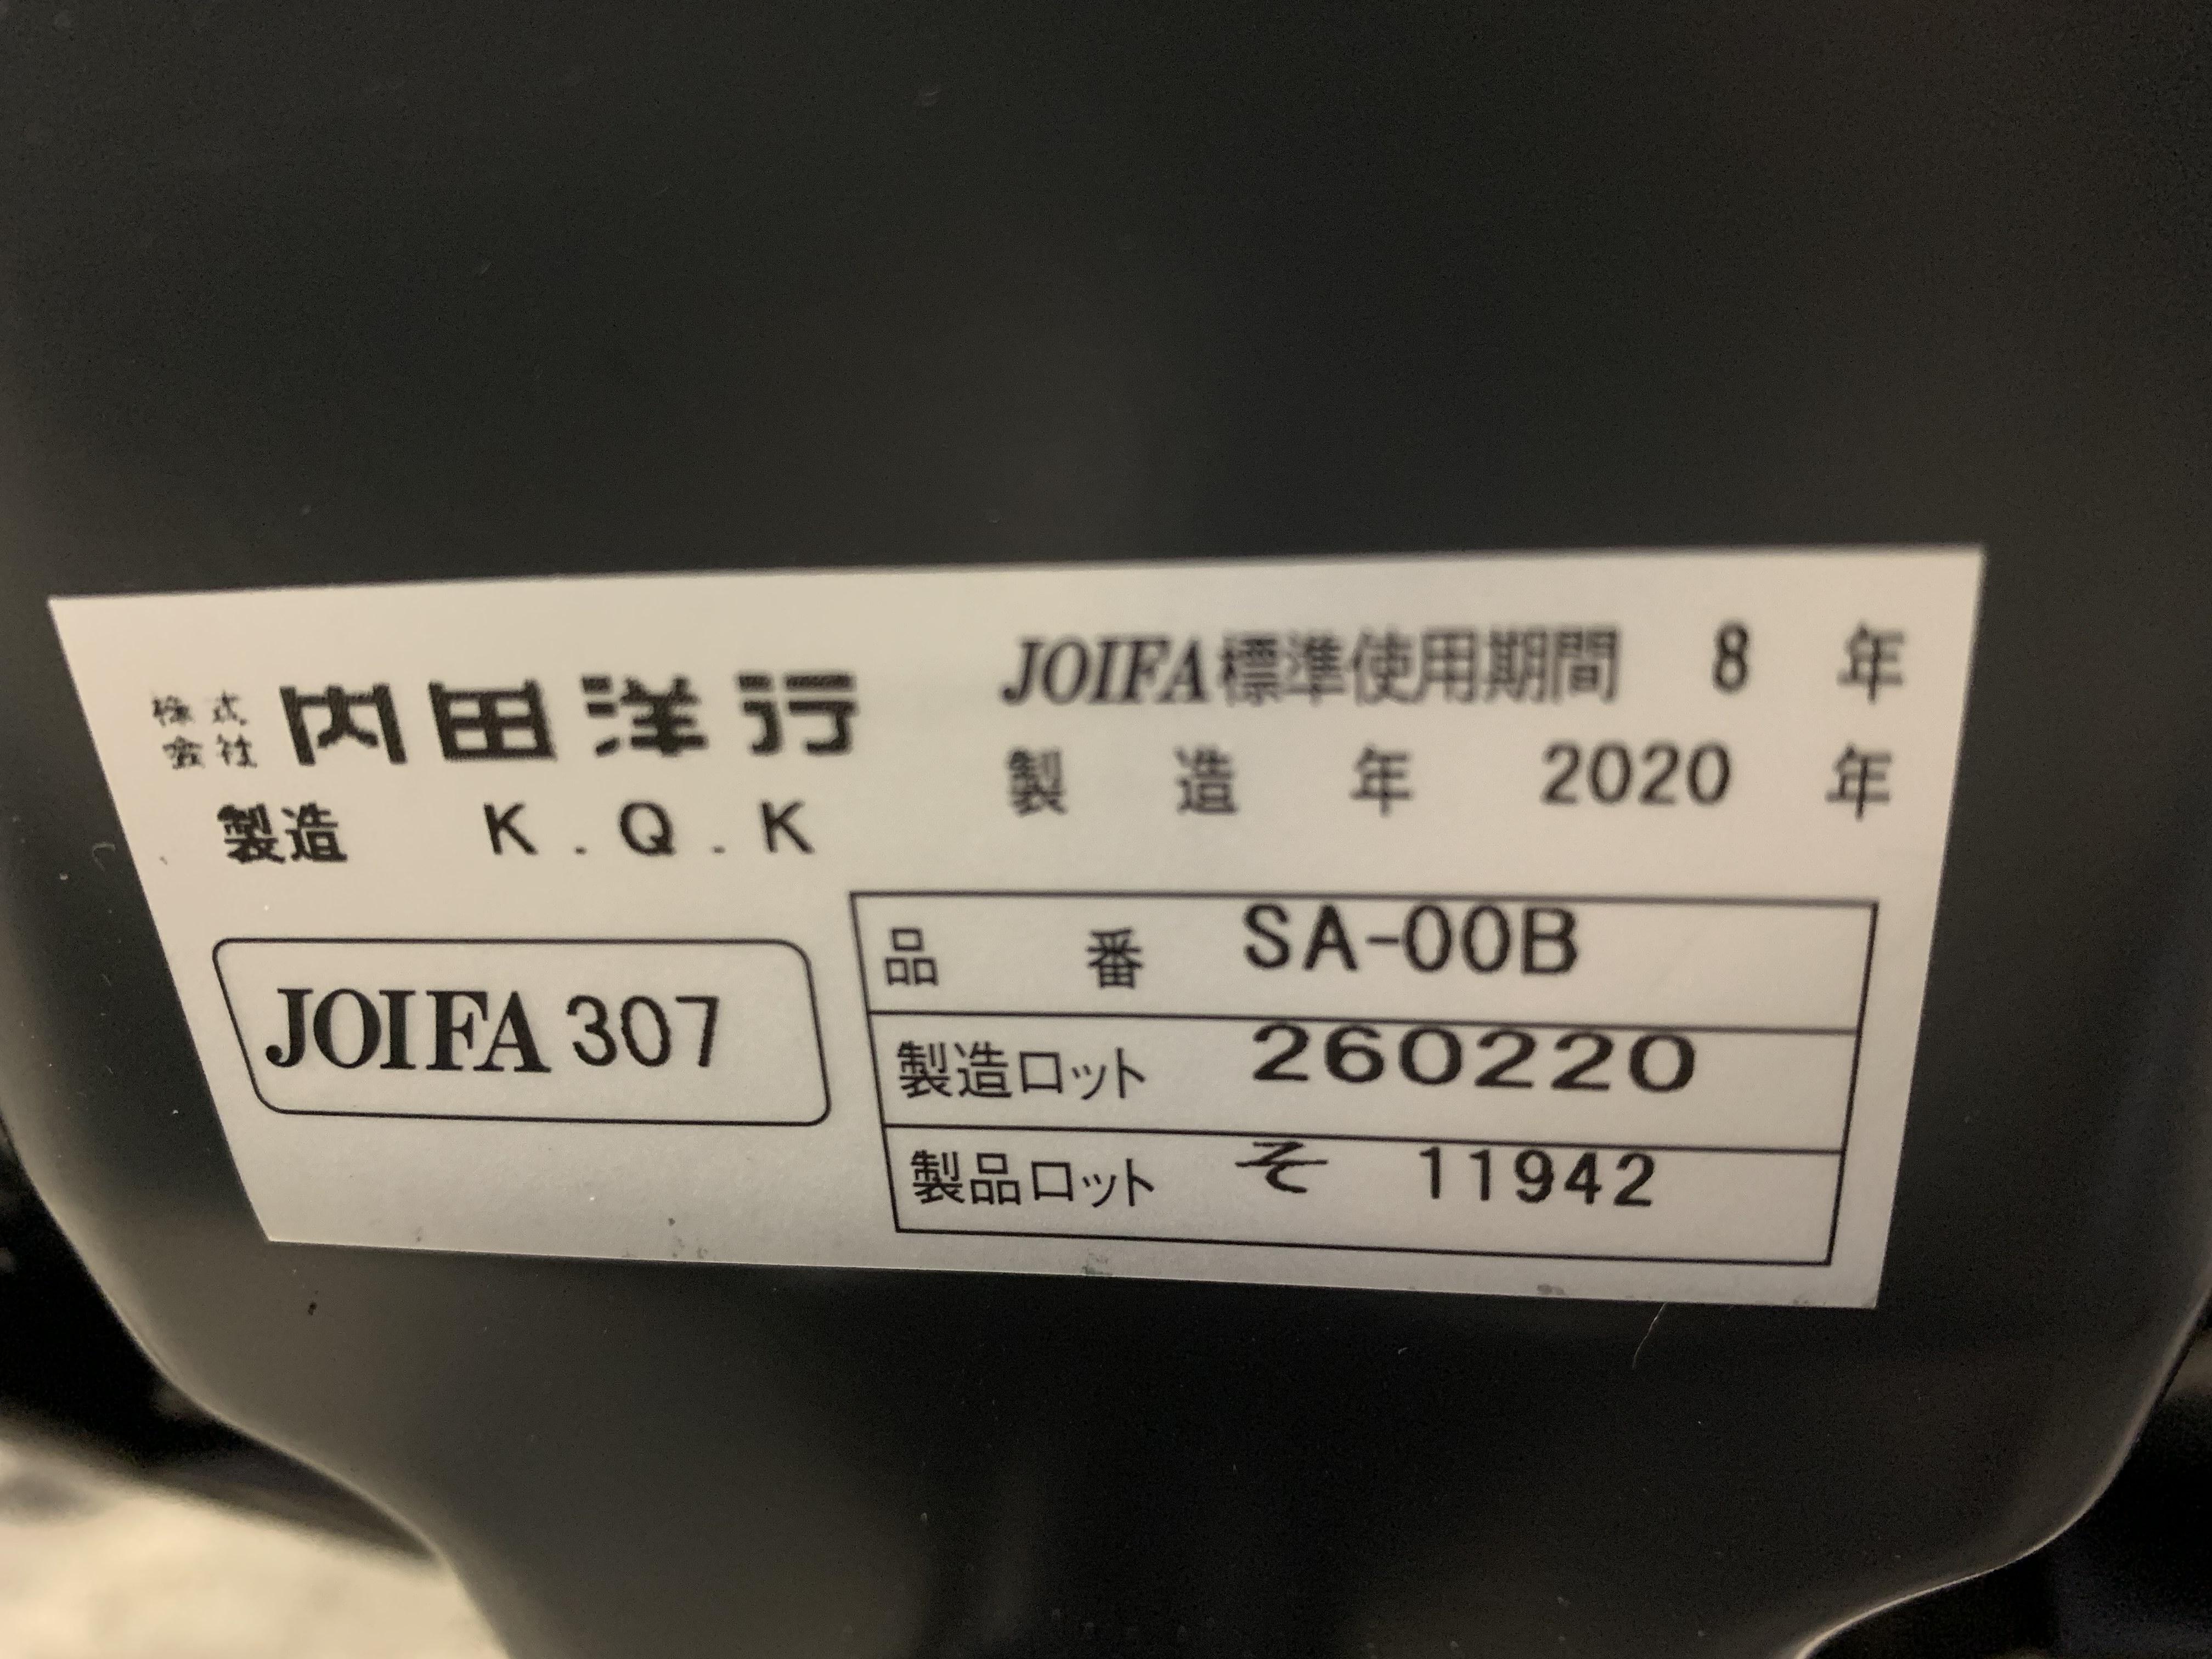 株式会社 内田洋行
製造 K.Q.K
JOIFA 307
JOIFA標準使用期間 8 年
製造年 2020 年
品番 SA-00B
製造ロット 260220
製品ロット そ 11942